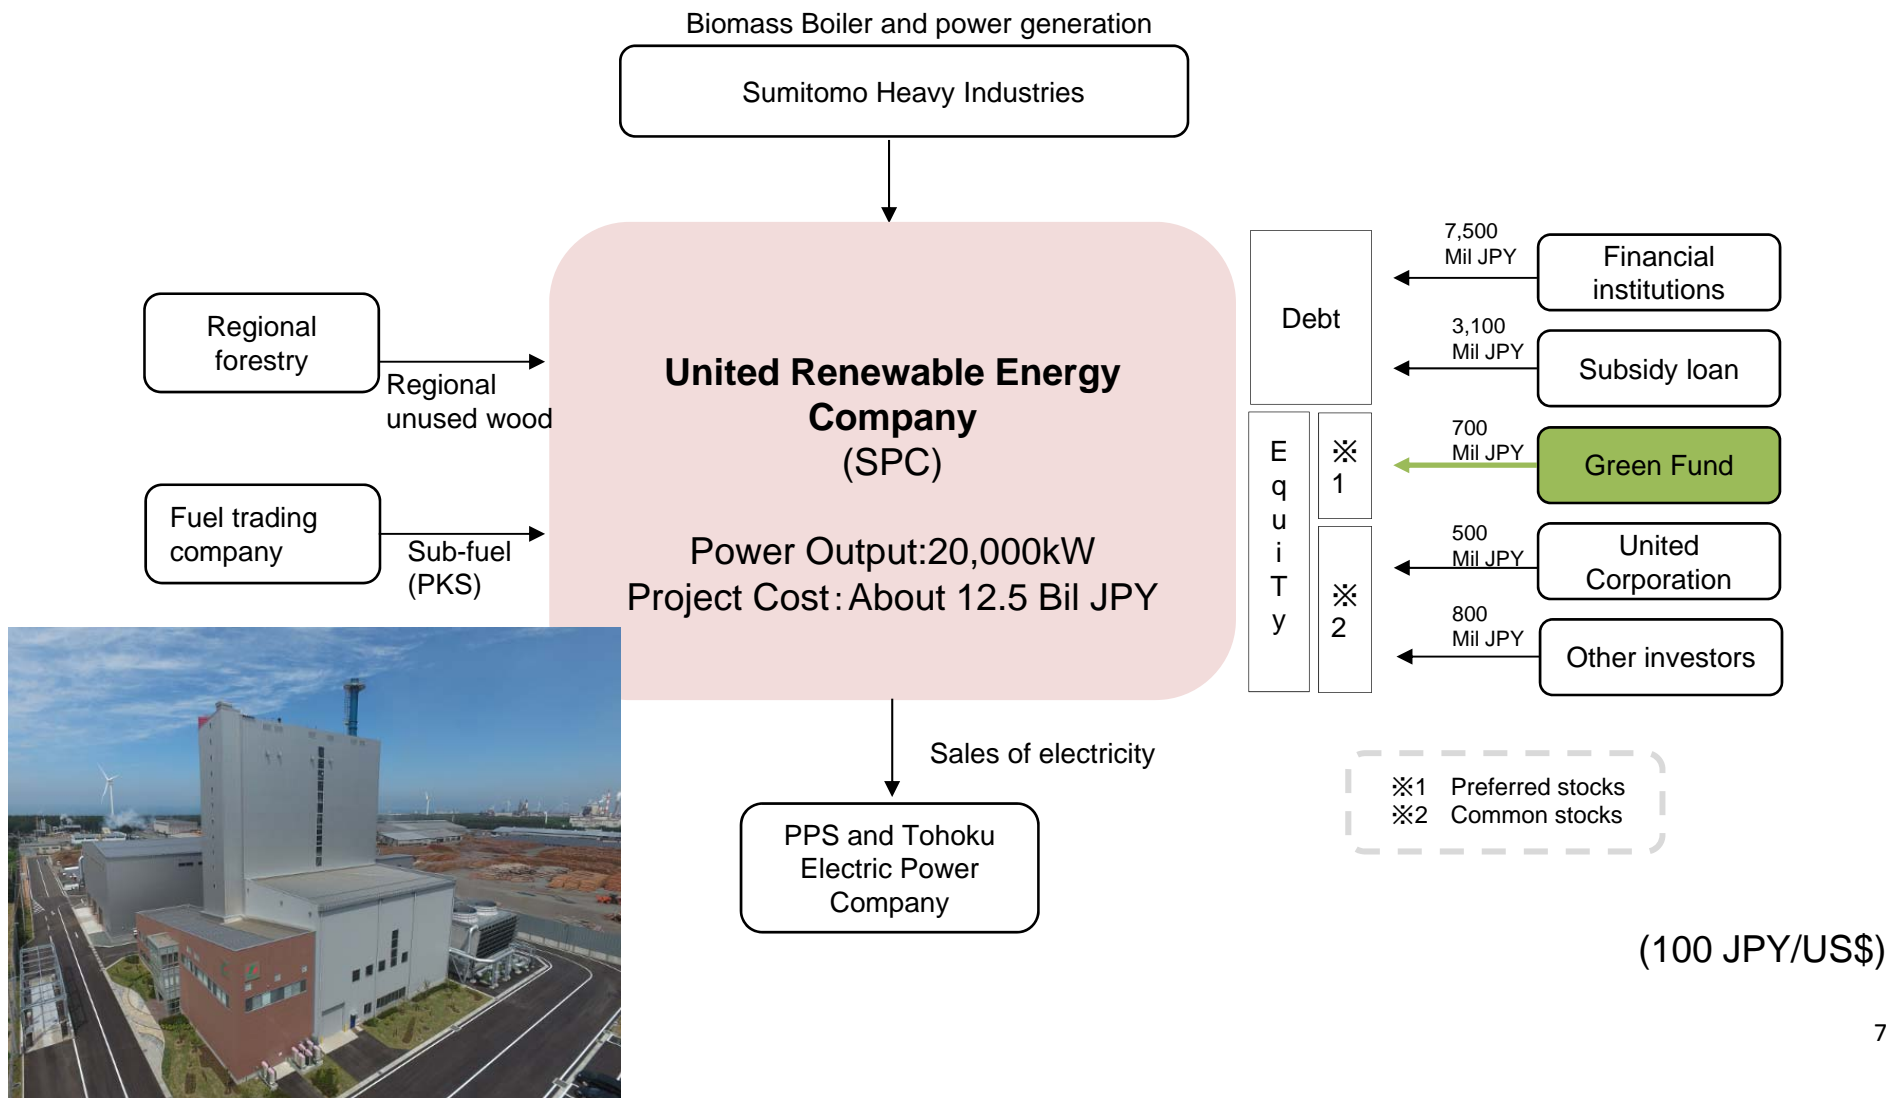 Biomass Boiler and power generation
Sumitomo Heavy Industries
Regional
forestry
Regional
unused wood
Fuel trading
company
Sub-fuel
(PKS)
United Renewable Energy
Company
(SPC)
Power Output:20,000kW
Project Cost：About 12.5 Bil JPY
Debt
E
q
u
i
T
y
※
1
※
2
7,500
Mil JPY
Financial
institutions
3,100
Mil JPY
Subsidy loan
700
Mil JPY
Green Fund
500
Mil JPY
United
Corporation
800
Mil JPY
Other investors
※1 Preferred stocks
※2 Common stocks
Sales of electricity
PPS and Tohoku
Electric Power
Company
(100 JPY/US$)
7